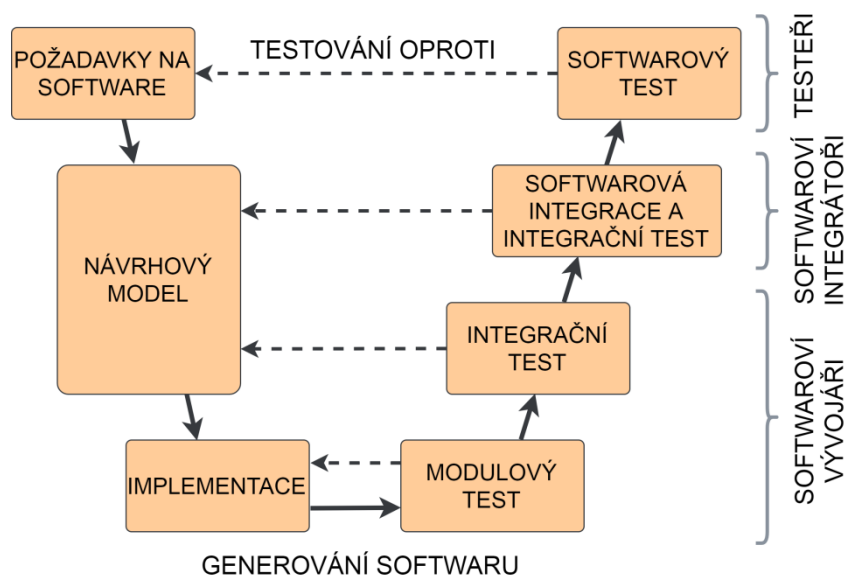 POŽADAVKY NA
SOFTWARE
TESTOVÁNÍ OPROTI
SOFTWAROVÝ
TEST
TESTEŘI
SOFTWAROVÁ
INTEGRACE A
INTEGRAČNÍ TEST
SOFTWAROVÍ
INTEGRÁTOŘI
NÁVRHOVÝ
MODEL
INTEGRAČNÍ
TEST
SOFTWAROVÍ
VÝVOJÁŘI
IMPLEMENTACE
MODULOVÝ
TEST
GENEROVÁNÍ SOFTWARU